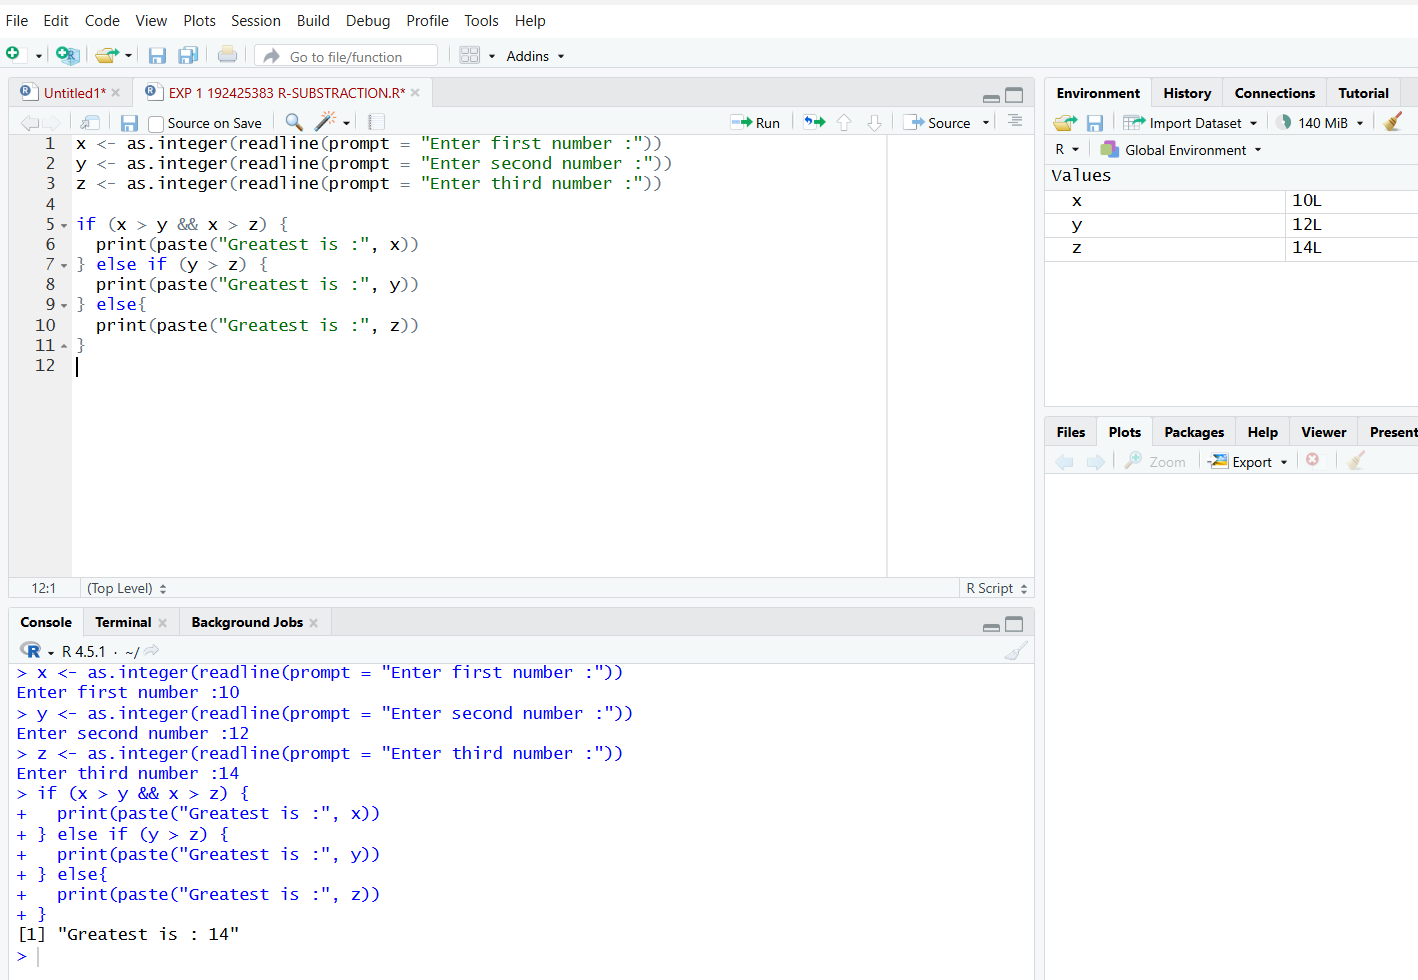 File Edit Code View Plots Session Build Debug Profile Tools Help
Go to file/function Addins
Untitled1* EXP 1 192425383 R-SUBSTRACTION.R*
Source on Save Run Source
1 x <- as.integer(readline(prompt = "Enter first number :"))
2 y <- as.integer(readline(prompt = "Enter second number :"))
3 z <- as.integer(readline(prompt = "Enter third number :"))
4
5 if (x > y && x > z) {
6   print(paste("Greatest is :", x))
7 } else if (y > z) {
8   print(paste("Greatest is :", y))
9 } else{
10   print(paste("Greatest is :", z))
11 }
12
12:1 (Top Level) R Script
Console Terminal Background Jobs
R 4.5.1 · ~/
> x <- as.integer(readline(prompt = "Enter first number :"))
Enter first number :10
> y <- as.integer(readline(prompt = "Enter second number :"))
Enter second number :12
> z <- as.integer(readline(prompt = "Enter third number :"))
Enter third number :14
> if (x > y && x > z) {
+   print(paste("Greatest is :", x))
+ } else if (y > z) {
+   print(paste("Greatest is :", y))
+ } else{
+   print(paste("Greatest is :", z))
+ }
[1] "Greatest is : 14"
>
Environment History Connections Tutorial
Import Dataset 140 MiB
R Global Environment
Values
x 10L
y 12L
z 14L
Files Plots Packages Help Viewer Present
Zoom Export